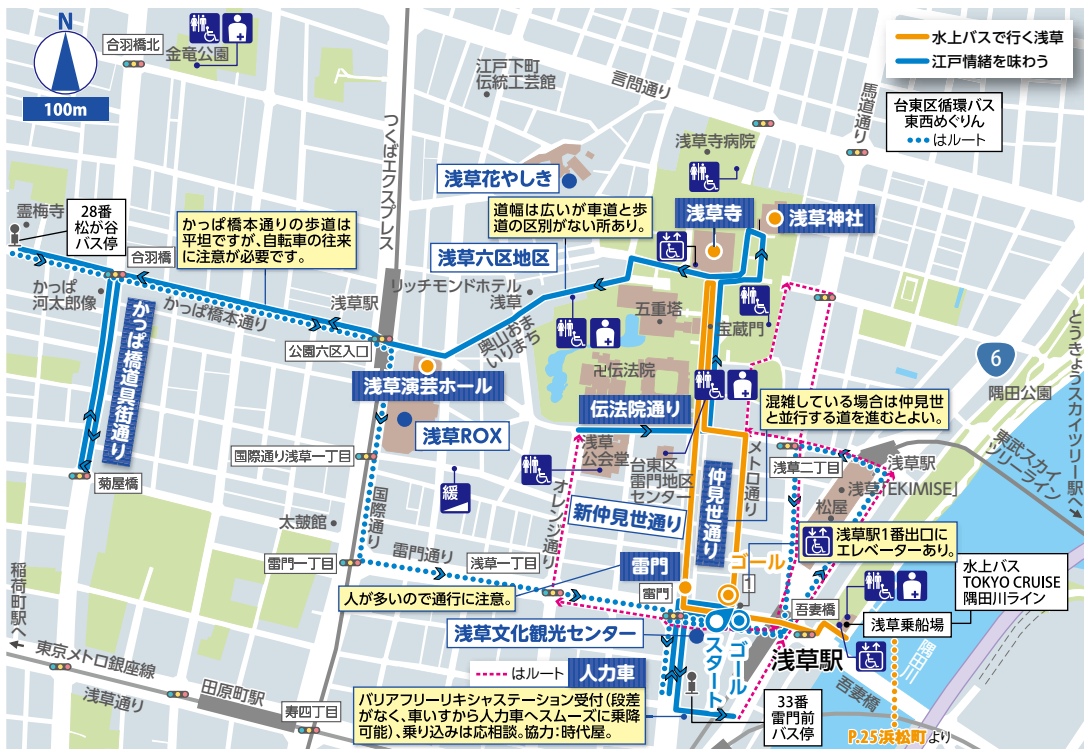 N
100m
合羽橋北
金竜公園
江戸下町
伝統工芸館
言問通り
馬道通り
水上バスで行く浅草
江戸情緒を味わう
台東区循環バス
東西めぐりん
はルート
つくばエクスプレス
浅草寺病院
浅草花やしき
浅草寺
浅草神社
霊梅寺
28番
松が谷
バス停
かっぱ橋本通りの歩道は
平坦ですが、自転車の往来
に注意が必要です。
道幅は広いが車道と歩
道の区別がない所あり。
合羽橋
浅草六区地区
かっぱ
河太郎像
かっぱ橋本通り
浅草駅
リッチモンドホテル
浅草
五重塔
宝蔵門
奥山おま
いりまち
公園六区入口
かっぱ橋道具街通り
浅草演芸ホール
卍伝法院
伝法院通り
混雑している場合は仲見世
と並行する道を進むとよい。
6
隅田公園
とうきょうスカイツリー駅へ
東武スカイ
ツリーライン
浅草ROX
浅草
公会堂
台東区
雷門地区
センター
メトロ通り
浅草二丁目
浅草駅
浅草「EKIMISE」
松屋
国際通り浅草一丁目
菊屋橋
緩
オレンジ通り
仲見世通り
新仲見世通り
国際通り
太鼓館
浅草駅1番出口に
エレベーターあり。
雷門一丁目
雷門通り
浅草一丁目
雷門
ゴール
1
水上バス
TOKYO CRUISE
隅田川ライン
人が多いので通行に注意。
雷門
吾妻橋
浅草乗船場
稲荷町駅へ
浅草文化観光センター
スタート
ゴール
浅草駅
隅田川
東京メトロ銀座線
はルート
人力車
吾妻橋
浅草通り
田原町駅
寿四丁目
バリアフリーリキシャステーション受付(段差
がなく、車いすから人力車へスムーズに乗降
可能)、乗り込みは応相談。協力:時代屋。
33番
雷門前
バス停
P.25浜松町より